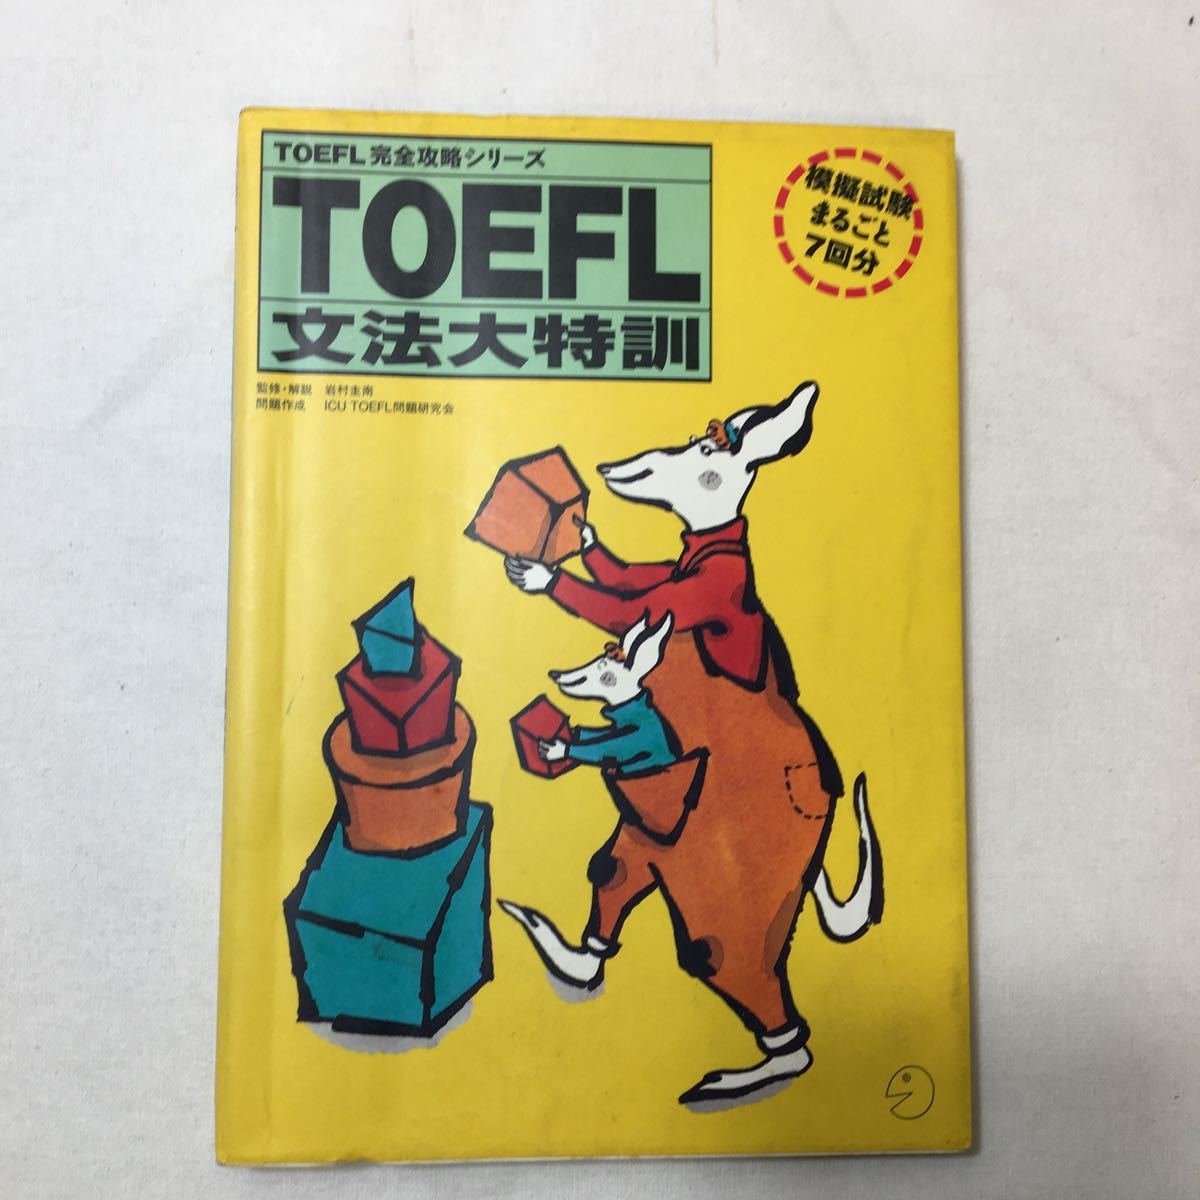 TOEFL完全攻略シリーズ
TOEFL
文法大特訓
監修・解説 岩村圭南
問題作成 ICU TOEFL問題研究会
模擬試験
まるごと
7回分